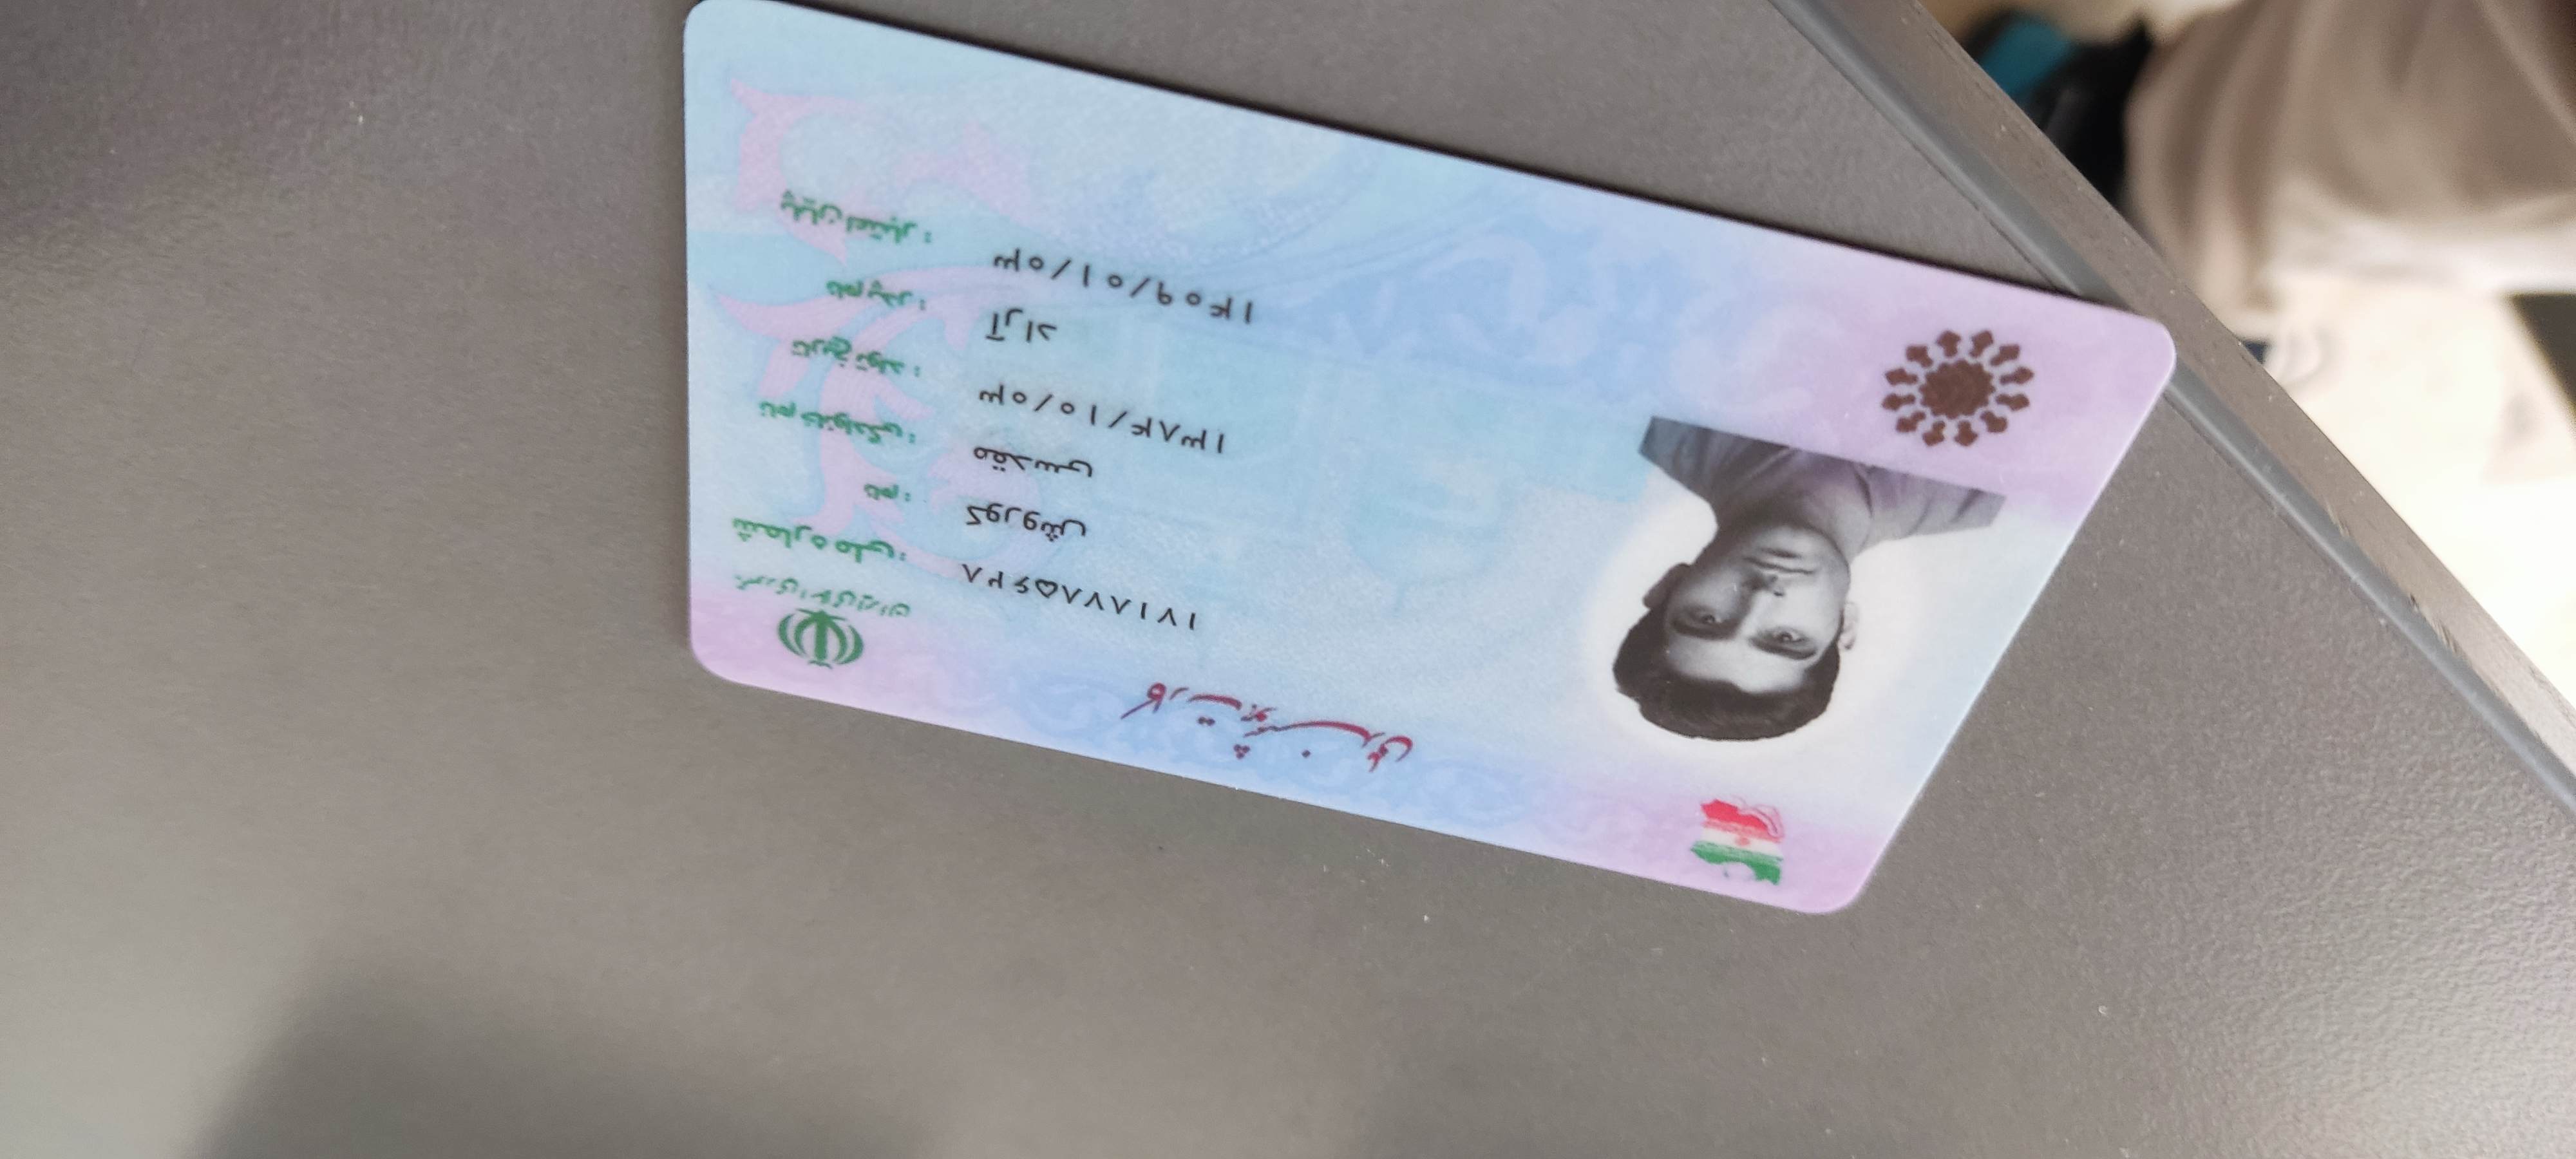 کارت هوشمند ملی
جمهوری اسلامی ایران
شماره ملی: ۱۷۱۸۷۸۵۶۲۸
نام: کوروش
نام خانوادگی: مقدسی
تاریخ تولد: ۱۳۸۴/۱۰/۰۳
نام پدر: آراد
پایان اعتبار: ۱۴۰۹/۰۱/۰۳